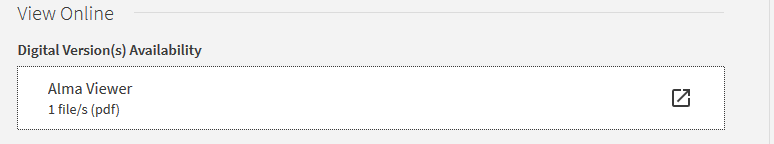 View Online
Digital Version(s) Availability
Alma Viewer
1 file/s (pdf)